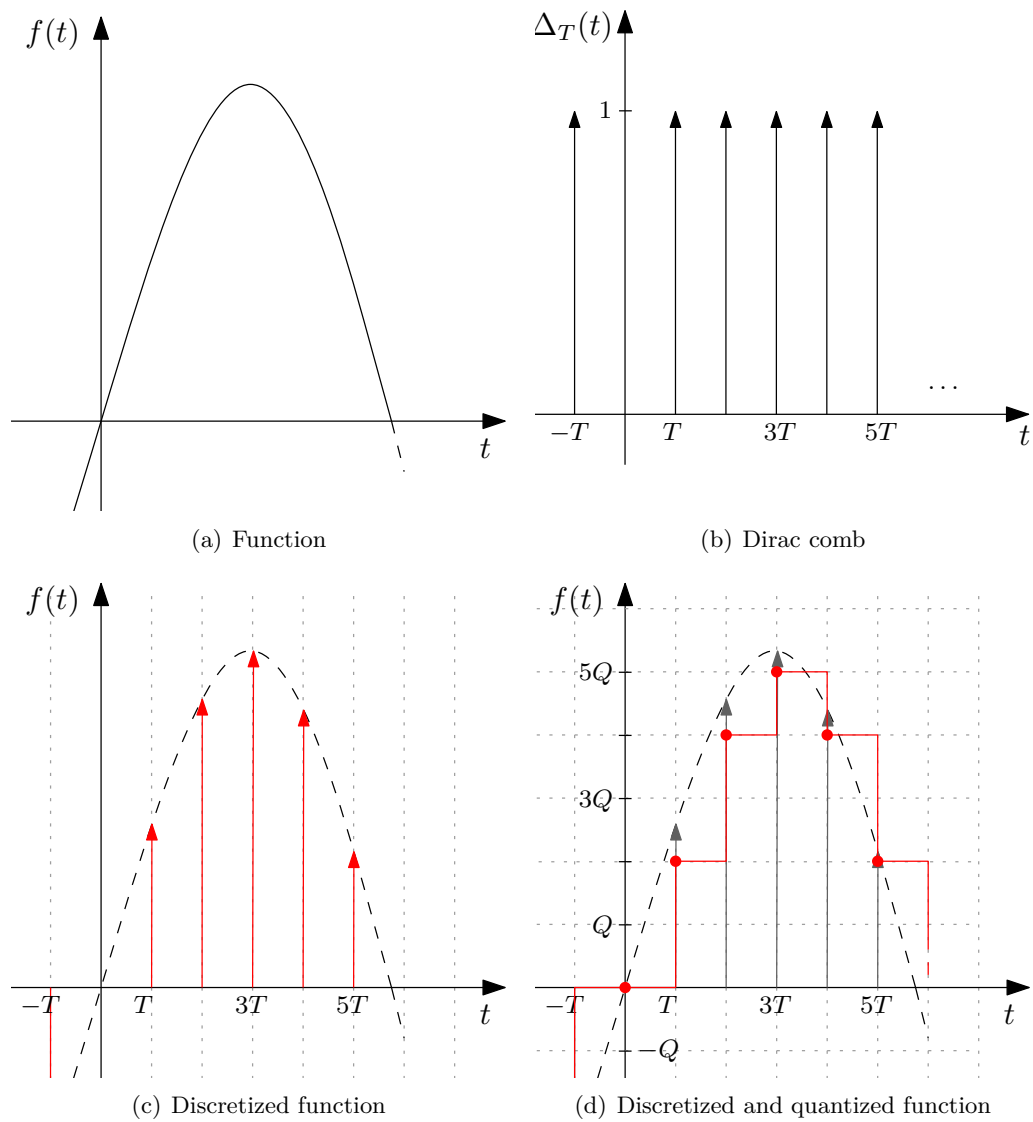 f(t)
t
(a) Function
Δ_T(t)
1
...
−T T 3T 5T
t
(b) Dirac comb
f(t)
−T T 3T 5T
t
(c) Discretized function
f(t)
5Q
3Q
Q
−T T 3T 5T
t
−Q
(d) Discretized and quantized function